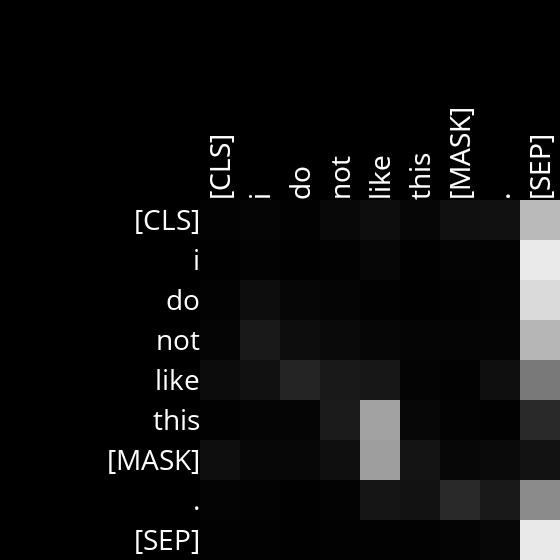 [CLS] i do not like this [MASK] . [SEP]
[CLS]
i
do
not
like
this
[MASK]
.
[SEP]